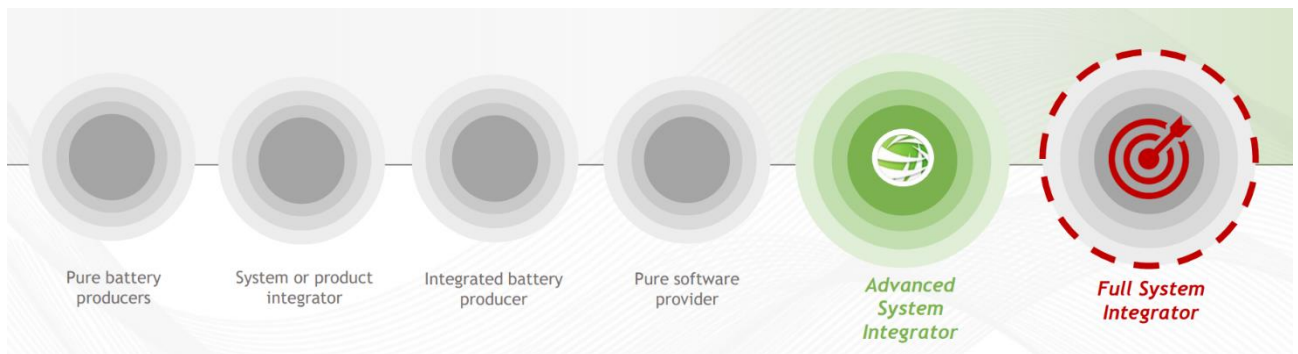 Pure battery
producers
System or product
integrator
Integrated battery
producer
Pure software
provider
Advanced
System
Integrator
Full System
Integrator